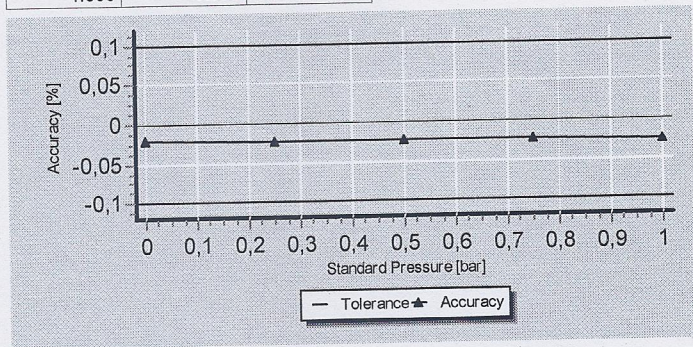 0,1
0,05
0
-0,05
-0,1
Accuracy [%]
0 0,1 0,2 0,3 0,4 0,5 0,6 0,7 0,8 0,9 1
Standard Pressure [bar]
Tolerance Accuracy